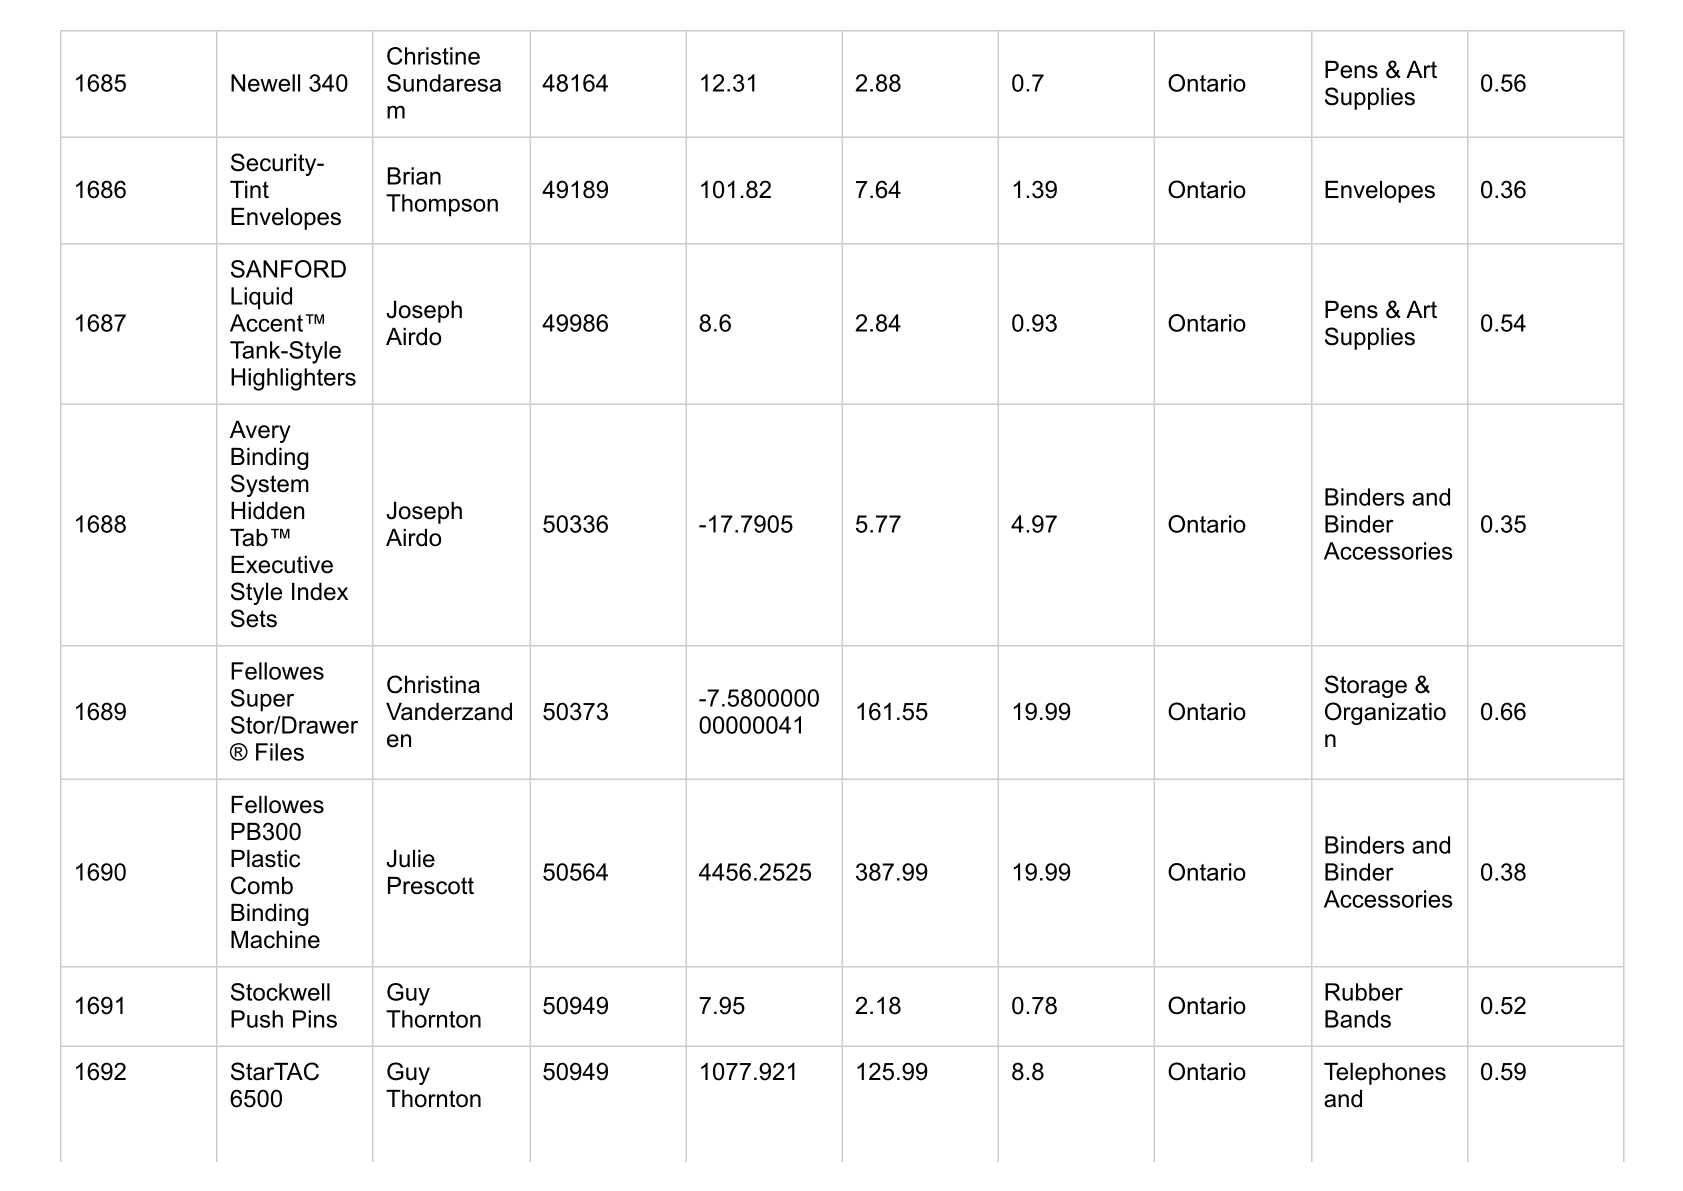 1685
Newell 340
Christine
Sundaresa
m
48164
12.31
2.88
0.7
Ontario
Pens & Art
Supplies
0.56
1686
Security-
Tint
Envelopes
Brian
Thompson
49189
101.82
7.64
1.39
Ontario
Envelopes
0.36
1687
SANFORD
Liquid
Accent™
Tank-Style
Highlighters
Joseph
Airdo
49986
8.6
2.84
0.93
Ontario
Pens & Art
Supplies
0.54
1688
Avery
Binding
System
Hidden
Tab™
Executive
Style Index
Sets
Joseph
Airdo
50336
-17.7905
5.77
4.97
Ontario
Binders and
Binder
Accessories
0.35
1689
Fellowes
Super
Stor/Drawer
® Files
Christina
Vanderzand
en
50373
-7.5800000
00000041
161.55
19.99
Ontario
Storage &
Organizatio
n
0.66
1690
Fellowes
PB300
Plastic
Comb
Binding
Machine
Julie
Prescott
50564
4456.2525
387.99
19.99
Ontario
Binders and
Binder
Accessories
0.38
1691
Stockwell
Push Pins
Guy
Thornton
50949
7.95
2.18
0.78
Ontario
Rubber
Bands
0.52
1692
StarTAC
6500
Guy
Thornton
50949
1077.921
125.99
8.8
Ontario
Telephones
and
0.59